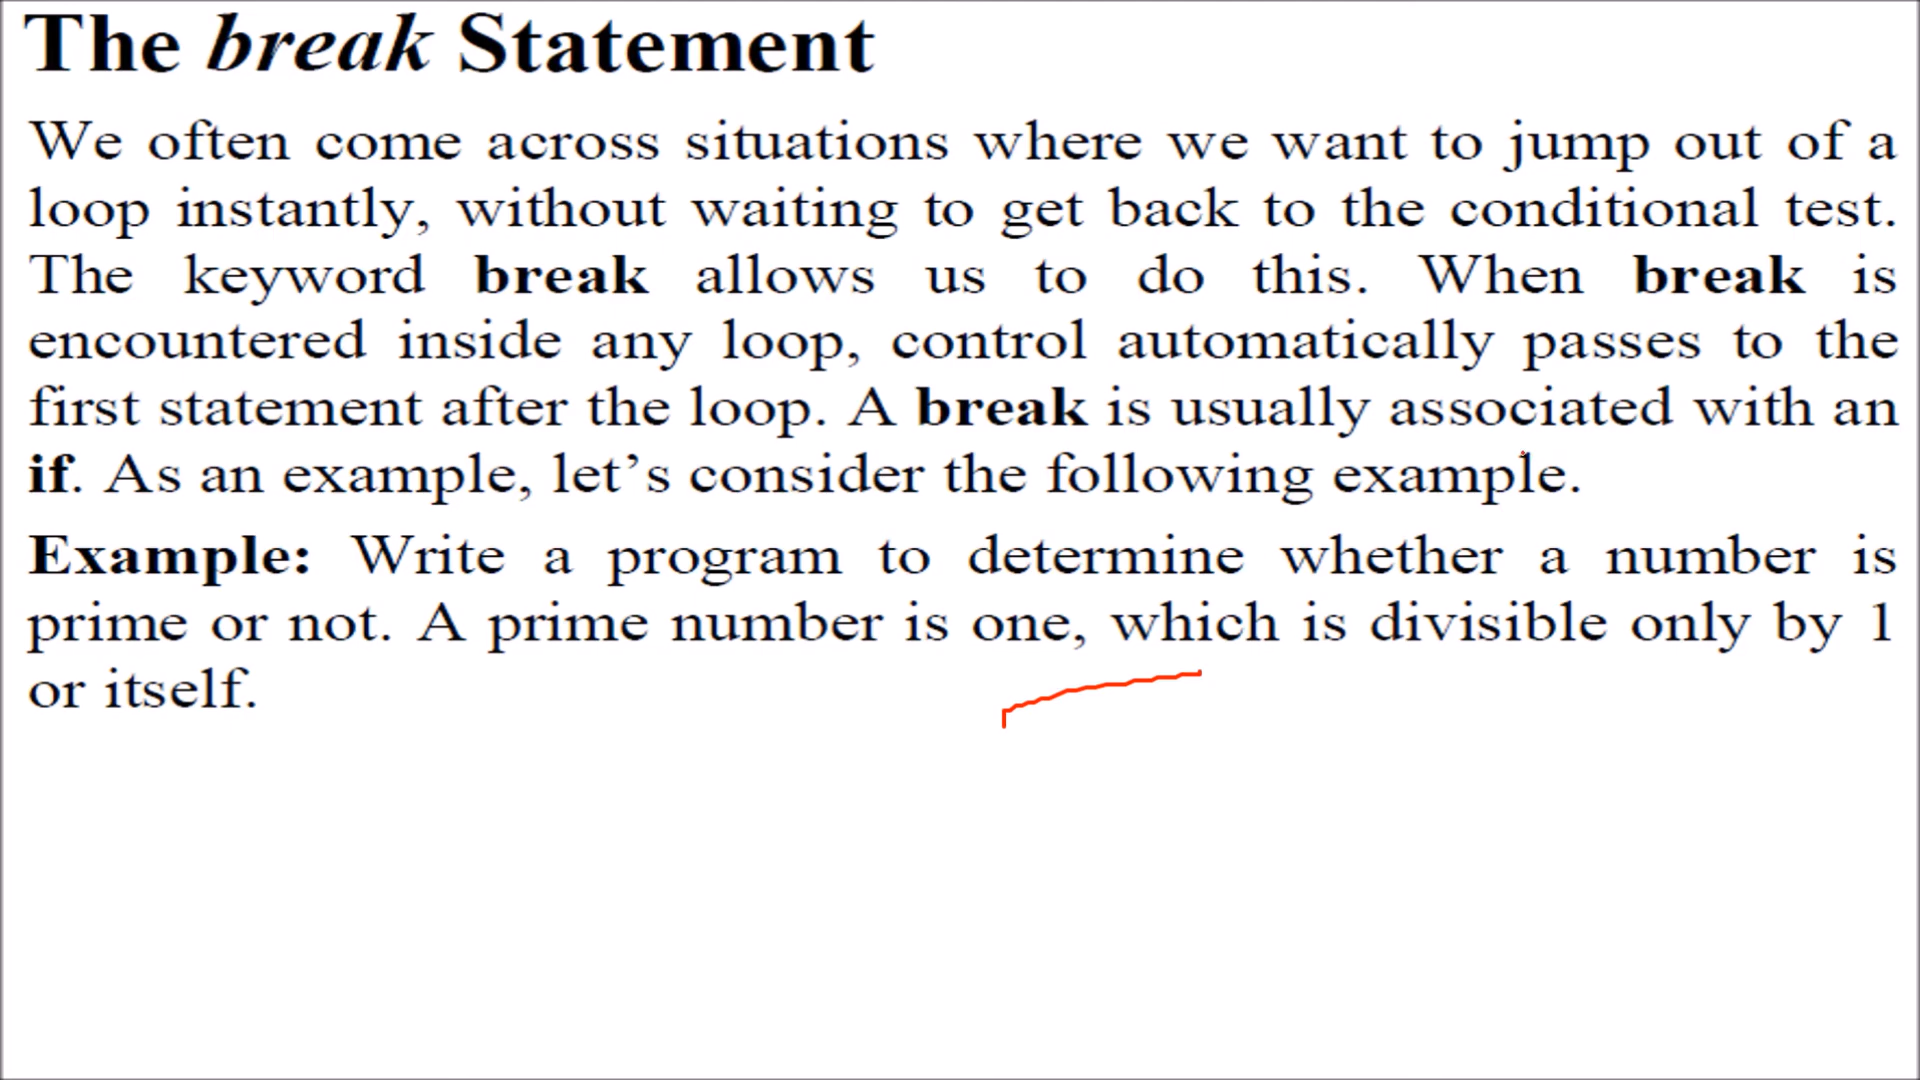 The break Statement
We often come across situations where we want to jump out of a
loop instantly, without waiting to get back to the conditional test.
The keyword break allows us to do this. When break is
encountered inside any loop, control automatically passes to the
first statement after the loop. A break is usually associated with an
if. As an example, let’s consider the following example.
Example: Write a program to determine whether a number is
prime or not. A prime number is one, which is divisible only by 1
or itself.